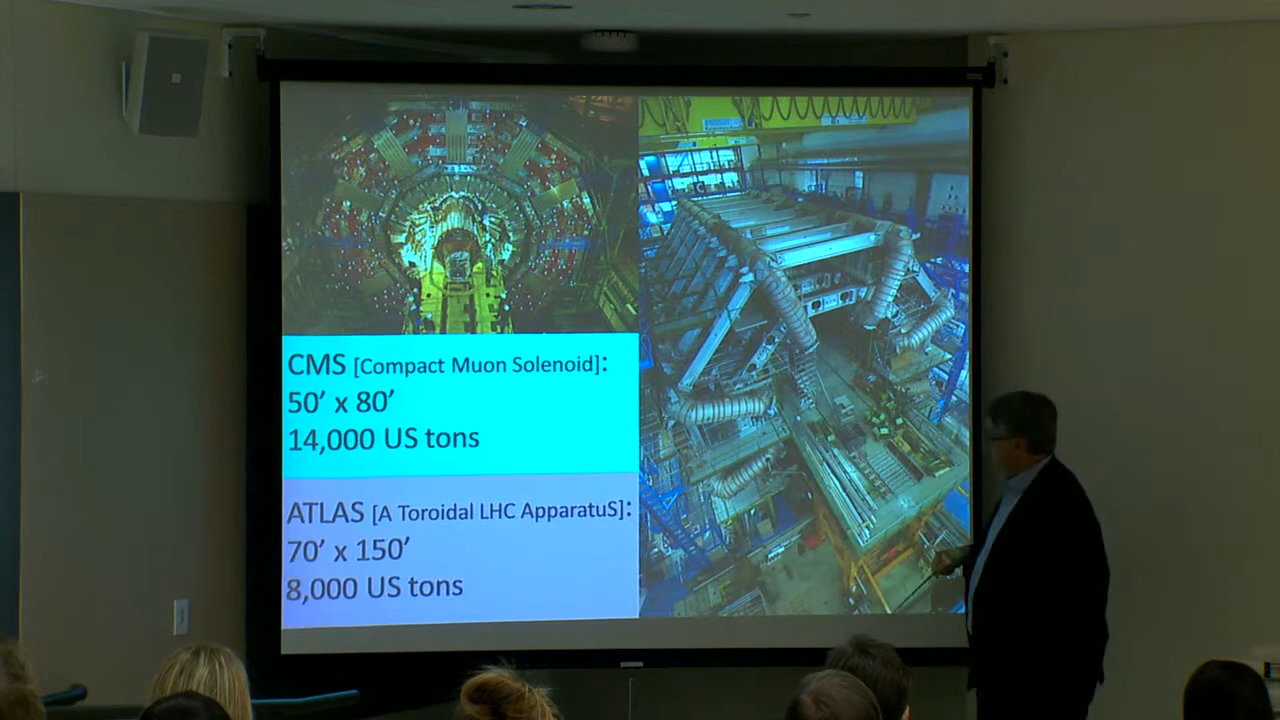 CMS [Compact Muon Solenoid]:
50’ x 80’
14,000 US tons
ATLAS [A Toroidal LHC ApparatuS]:
70’ x 150’
8,000 US tons